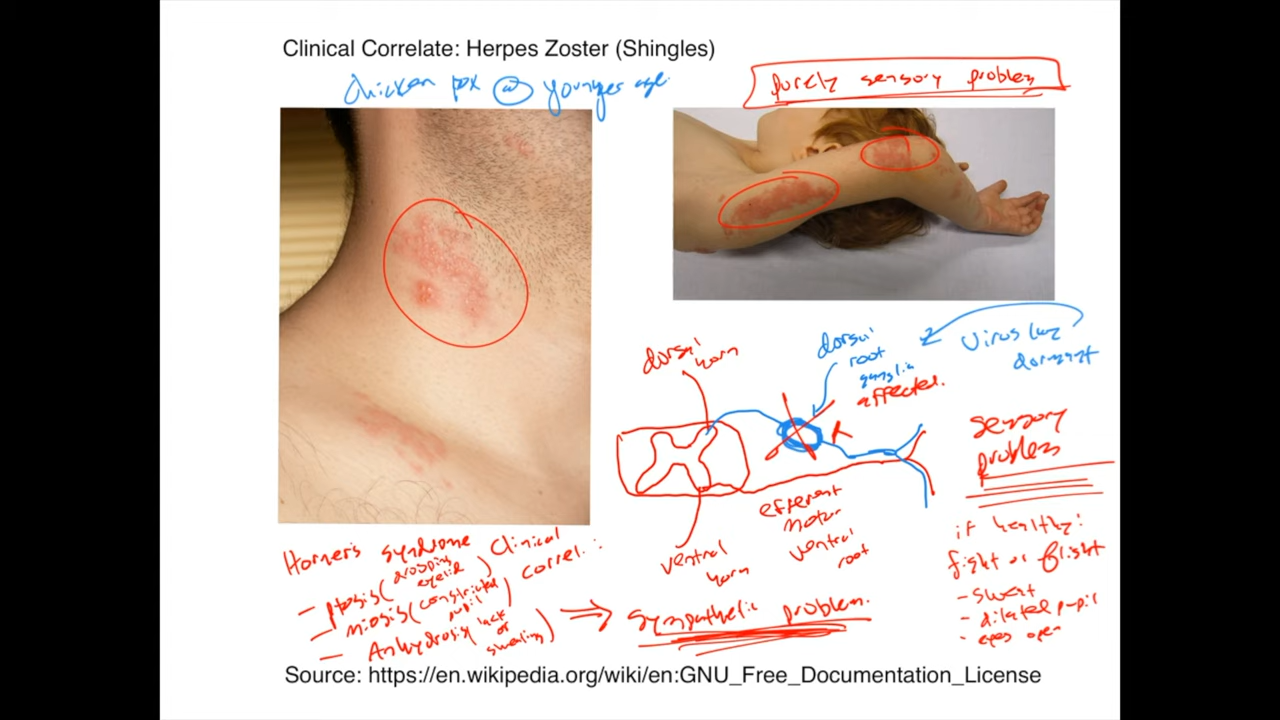 Clinical Correlate: Herpes Zoster (Shingles)
chicken pox @ younger age.
purely sensory problem
dorsal
horn
dorsal
root
ganglia
affected.
virus lay
dormant
sensory
problem
efferent
motor
ventral
root
ventral
horn
Horner's syndrome
Clinical
correl. :
- ptosis (drooping
eyelid)
- miosis (constricted
pupil)
- Anhydrosis (lack
of
sweating)
⇒ sympathetic problem.
if healthy:
fight or flight
- sweat
- dilated pupil
- eyes open
Source: https://en.wikipedia.org/wiki/en:GNU_Free_Documentation_License